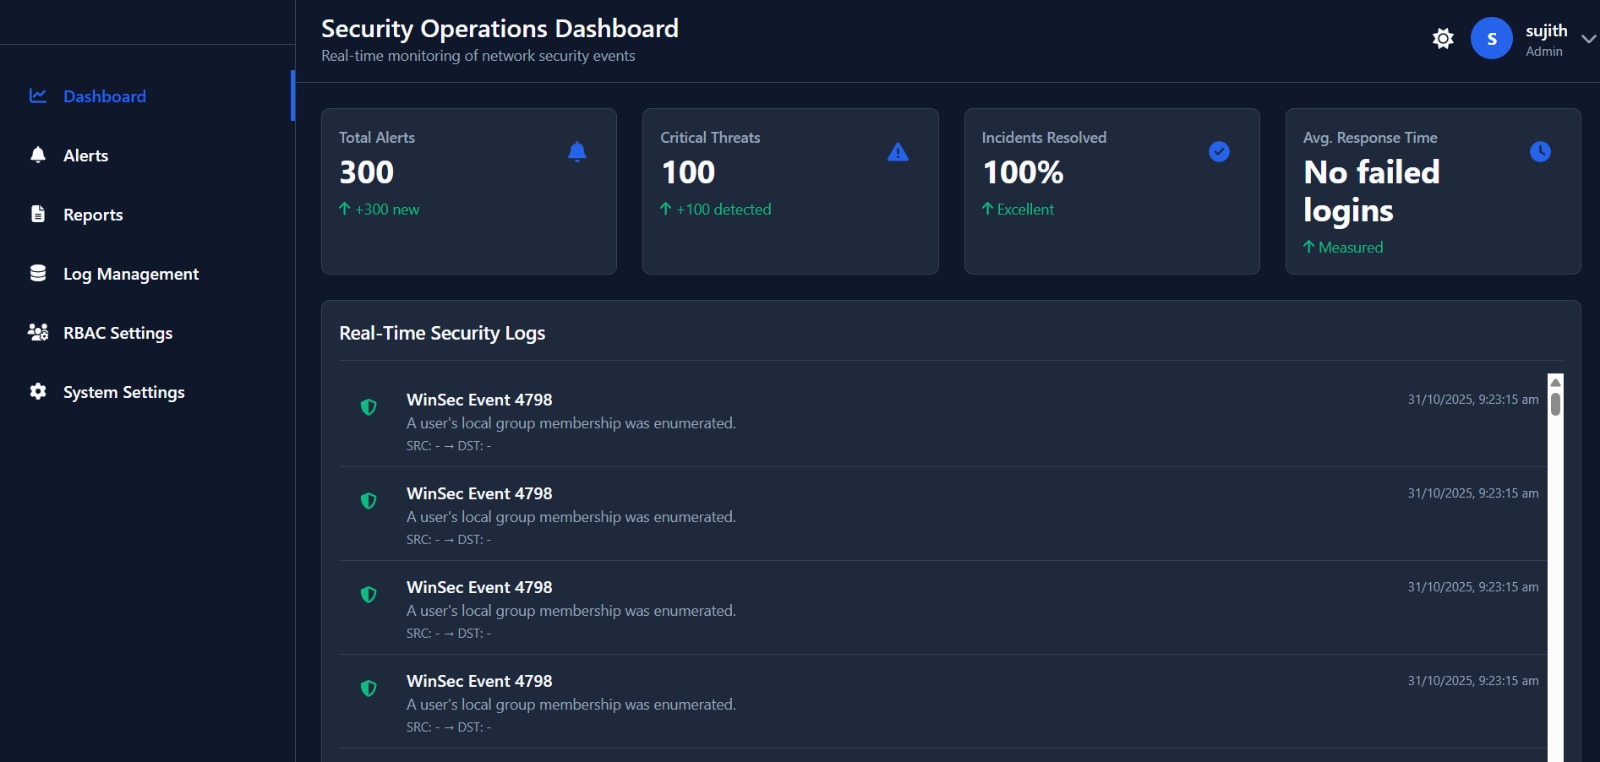 Security Operations Dashboard
Real-time monitoring of network security events
S
sujith
Admin
Dashboard
Alerts
Reports
Log Management
RBAC Settings
System Settings
Total Alerts
300
+300 new
Critical Threats
100
+100 detected
Incidents Resolved
100%
Excellent
Avg. Response Time
No failed
logins
Measured
Real-Time Security Logs
WinSec Event 4798
31/10/2025, 9:23:15 am
A user's local group membership was enumerated.
SRC: - → DST: -
WinSec Event 4798
31/10/2025, 9:23:15 am
A user's local group membership was enumerated.
SRC: - → DST: -
WinSec Event 4798
31/10/2025, 9:23:15 am
A user's local group membership was enumerated.
SRC: - → DST: -
WinSec Event 4798
31/10/2025, 9:23:15 am
A user's local group membership was enumerated.
SRC: - → DST: -